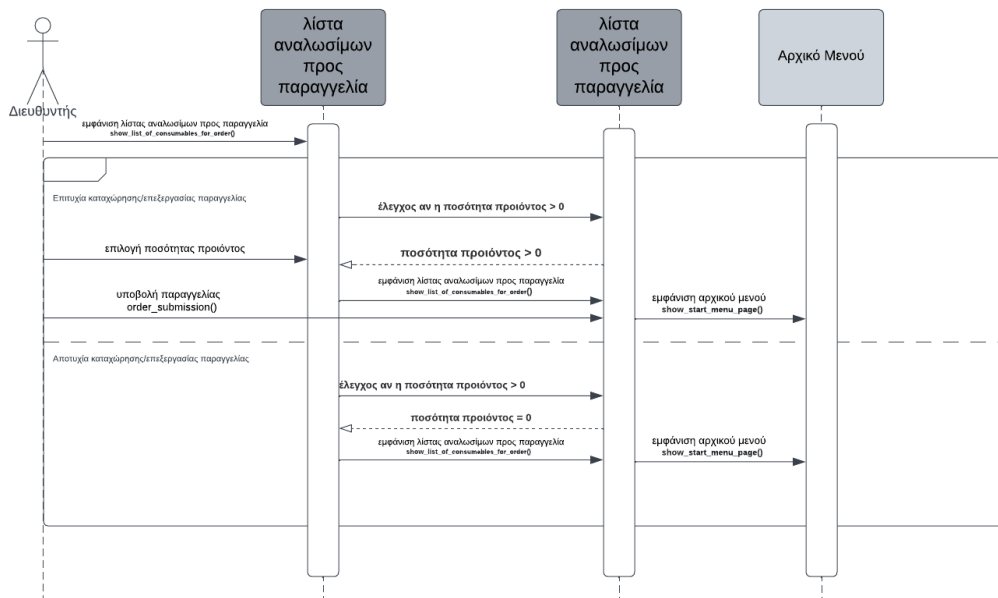 λίστα
αναλωσίμων
προς
παραγγελία
λίστα
αναλωσίμων
προς
παραγγελία
Αρχικό Μενού
Διευθυντής
εμφάνιση λίστας αναλωσίμων προς παραγγελία
show_list_of_consumables_for_order()
Επιτυχία καταχώρησης/επεξεργασίας παραγγελίας
έλεγχος αν η ποσότητα προιόντος > 0
επιλογή ποσότητας προιόντος
ποσότητα προιόντος > 0
εμφάνιση λίστας αναλωσίμων προς παραγγελία
show_list_of_consumables_for_order()
υποβολή παραγγελίας
order_submission()
εμφάνιση αρχικού μενού
show_start_menu_page()
Αποτυχία καταχώρησης/επεξεργασίας παραγγελίας
έλεγχος αν η ποσότητα προιόντος > 0
ποσότητα προιόντος = 0
εμφάνιση λίστας αναλωσίμων προς παραγγελία
show_list_of_consumables_for_order()
εμφάνιση αρχικού μενού
show_start_menu_page()